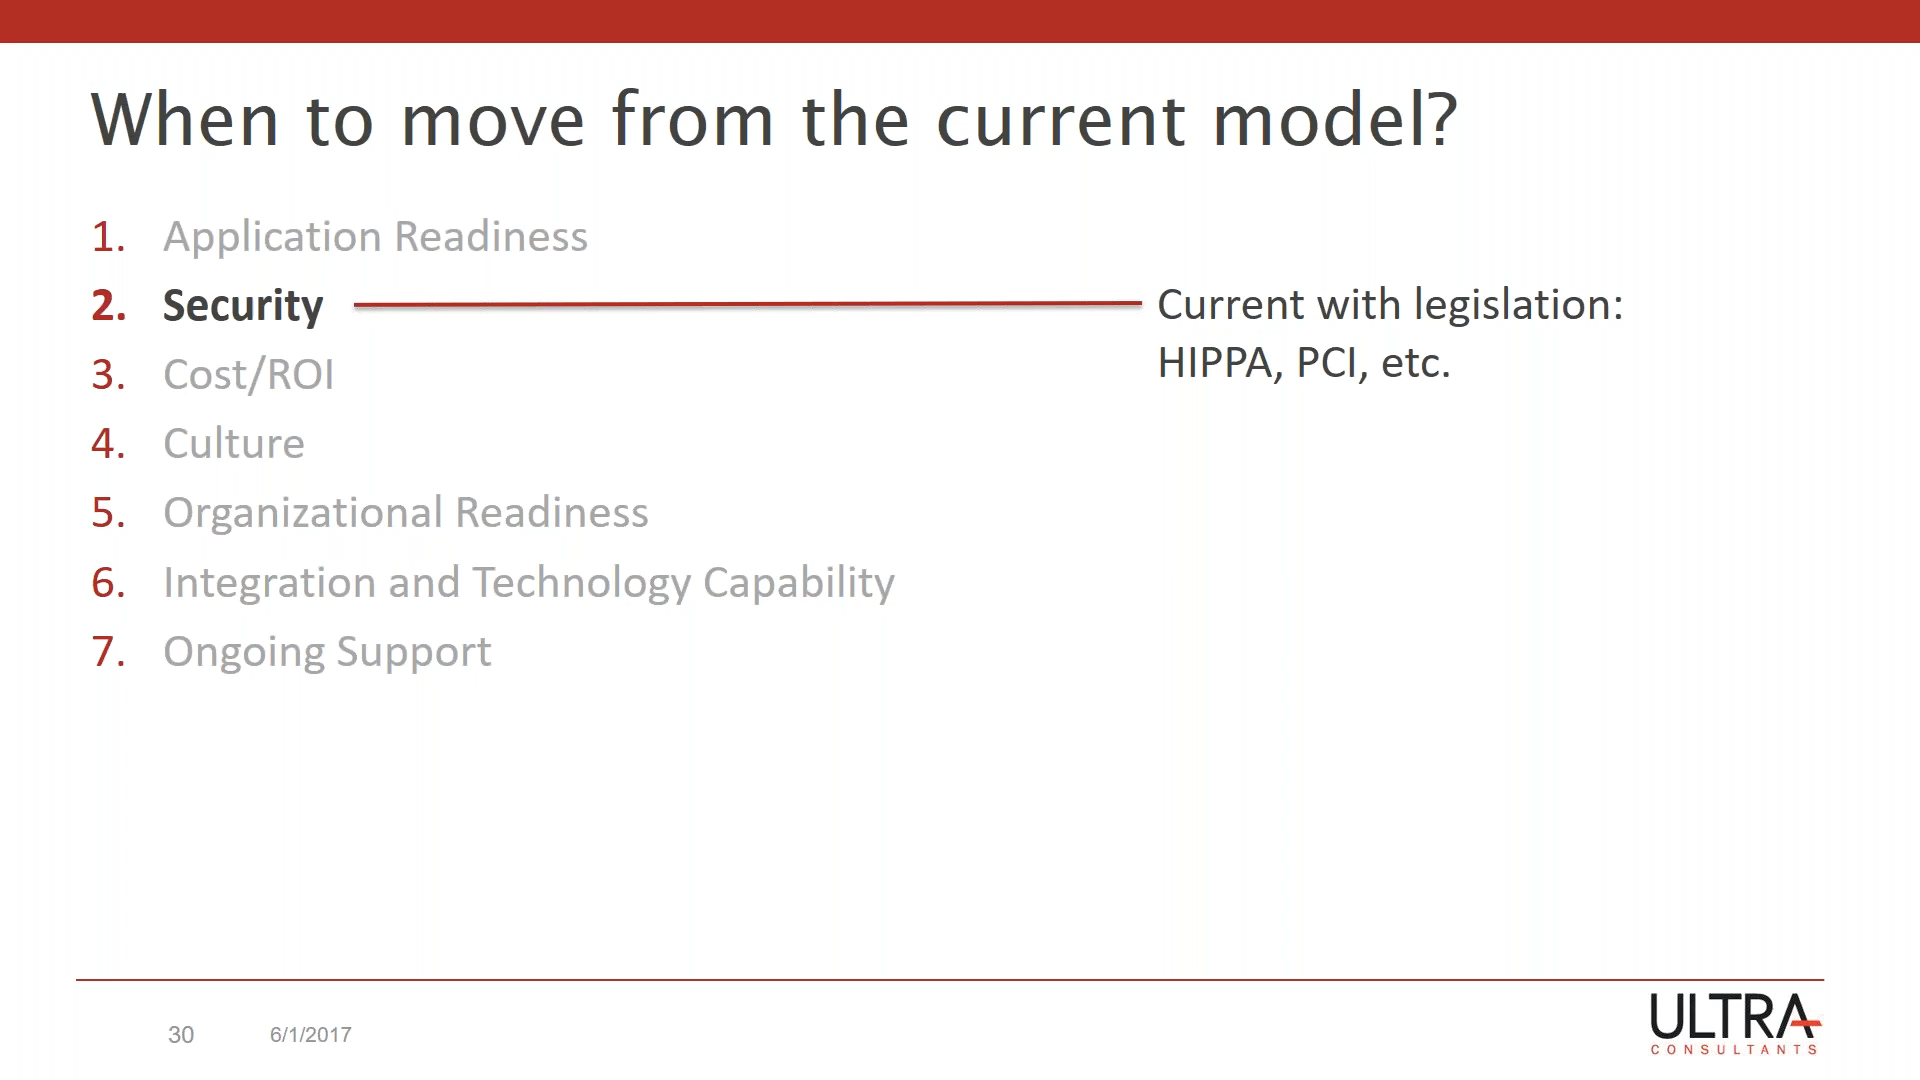 When to move from the current model?
1. Application Readiness
2. Security
Current with legislation:
HIPPA, PCI, etc.
3. Cost/ROI
4. Culture
5. Organizational Readiness
6. Integration and Technology Capability
7. Ongoing Support
30 6/1/2017
ULTRA
CONSULTANTS